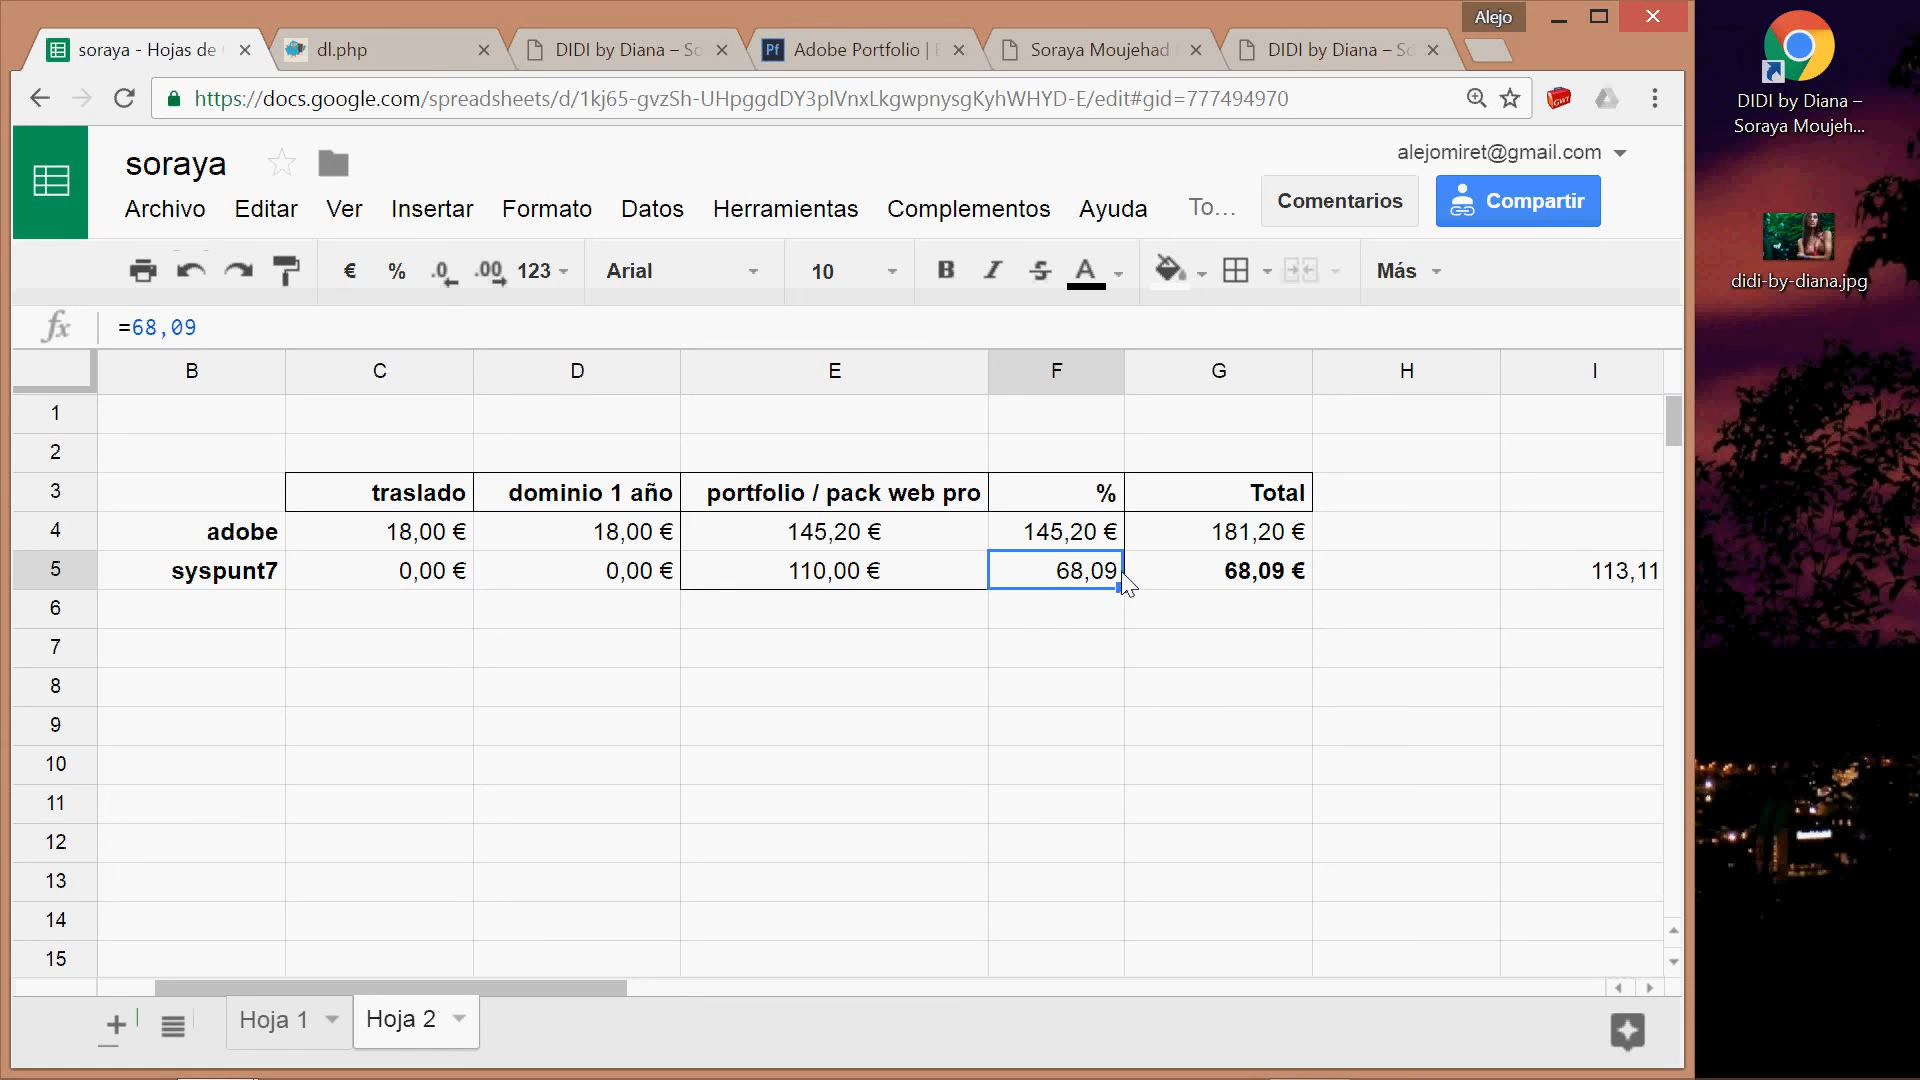 Alejo
soraya - Hojas de
dl.php
DIDI by Diana – So
Adobe Portfolio |
Soraya Moujehad
DIDI by Diana – So
https://docs.google.com/spreadsheets/d/1kj65-gvzSh-UHpggdDY3plVnxLkgwpnysgKyhWHYD-E/edit#gid=777494970
soraya
alejomiret@gmail.com
Archivo Editar Ver Insertar Formato Datos Herramientas Complementos Ayuda To...
Comentarios
Compartir
€ % .0 .00 123 Arial 10 B I S A Más
fx =68,09
B C D E F G H I
1
2
3 traslado dominio 1 año portfolio / pack web pro % Total
4 adobe 18,00 € 18,00 € 145,20 € 145,20 € 181,20 €
5 syspunt7 0,00 € 0,00 € 110,00 € 68,09 68,09 € 113,11
6
7
8
9
10
11
12
13
14
15
Hoja 1
Hoja 2
DIDI by Diana –
Soraya Moujeh...
didi-by-diana.jpg